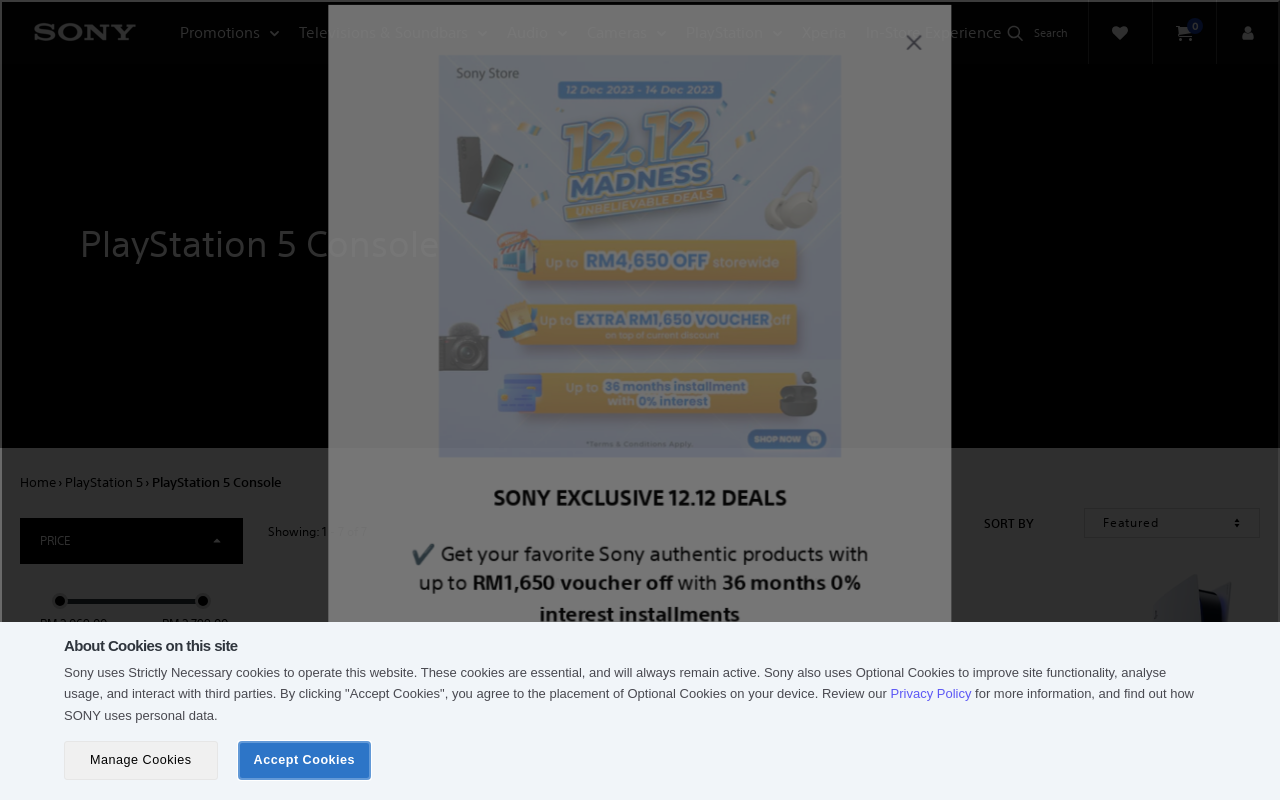 SONY
Promotions
Televisions & Soundbars
Audio
Cameras
PlayStation
Xperia
In-Store Experience
Search
0
Sony Store
12 Dec 2023 - 14 Dec 2023
12.12
MADNESS
UNBELIEVABLE DEALS
PlayStation 5 Console
Up to RM4,650 OFF storewide
Up to EXTRA RM1,650 VOUCHER off
on top of current discount
Up to 36 months installment
with 0% interest
*Terms & Conditions Apply.
SHOP NOW
Home › PlayStation 5 › PlayStation 5 Console
SONY EXCLUSIVE 12.12 DEALS
PRICE
Showing: 1
SORT BY
Featured
✔ Get your favorite Sony authentic products with
up to RM1,650 voucher off with 36 months 0%
interest installments
About Cookies on this site
Sony uses Strictly Necessary cookies to operate this website. These cookies are essential, and will always remain active. Sony also uses Optional Cookies to improve site functionality, analyse
usage, and interact with third parties. By clicking "Accept Cookies", you agree to the placement of Optional Cookies on your device. Review our Privacy Policy for more information, and find out how
SONY uses personal data.
Manage Cookies
Accept Cookies